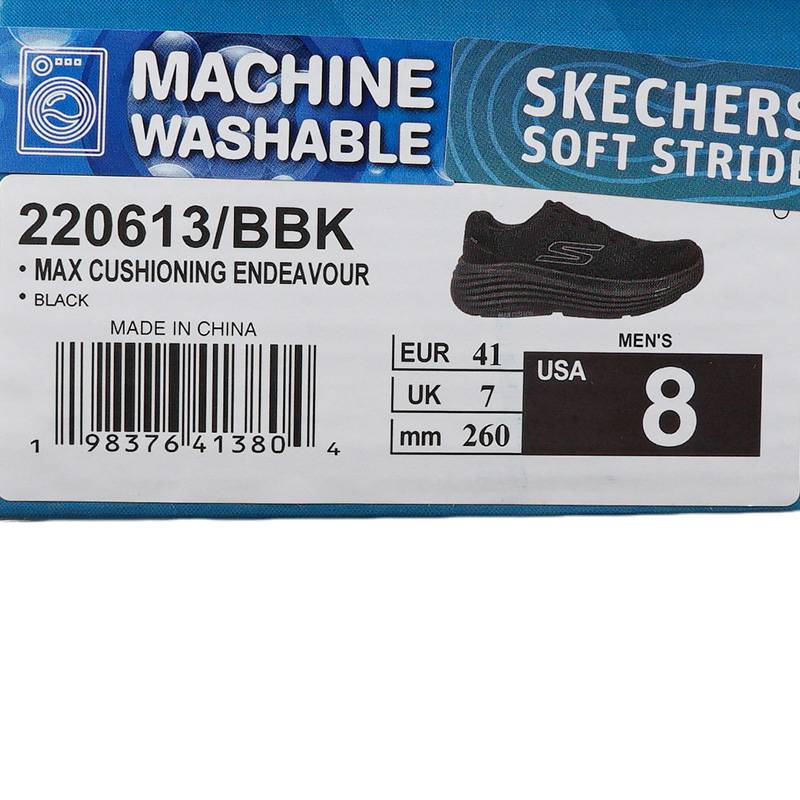 MACHINE
WASHABLE
SKECHERS
SOFT STRIDE
220613/BBK
• MAX CUSHIONING ENDEAVOUR
• BLACK
MADE IN CHINA
1 98376 41380 4
EUR 41
UK 7
mm 260
MEN'S
USA 8